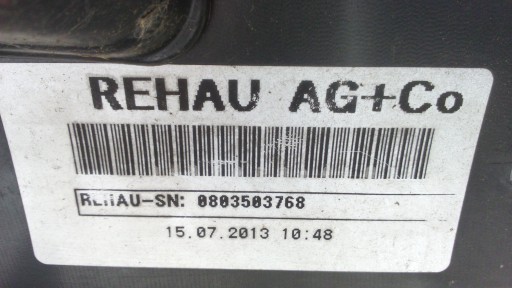 REHAU AG+Co
REHAU-SN: 0803503768
15.07.2013 10:48